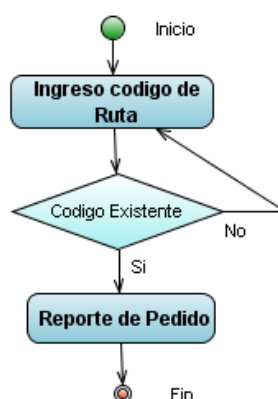 Inicio
Ingreso codigo de
Ruta
Codigo Existente
No
Si
Reporte de Pedido
Fin